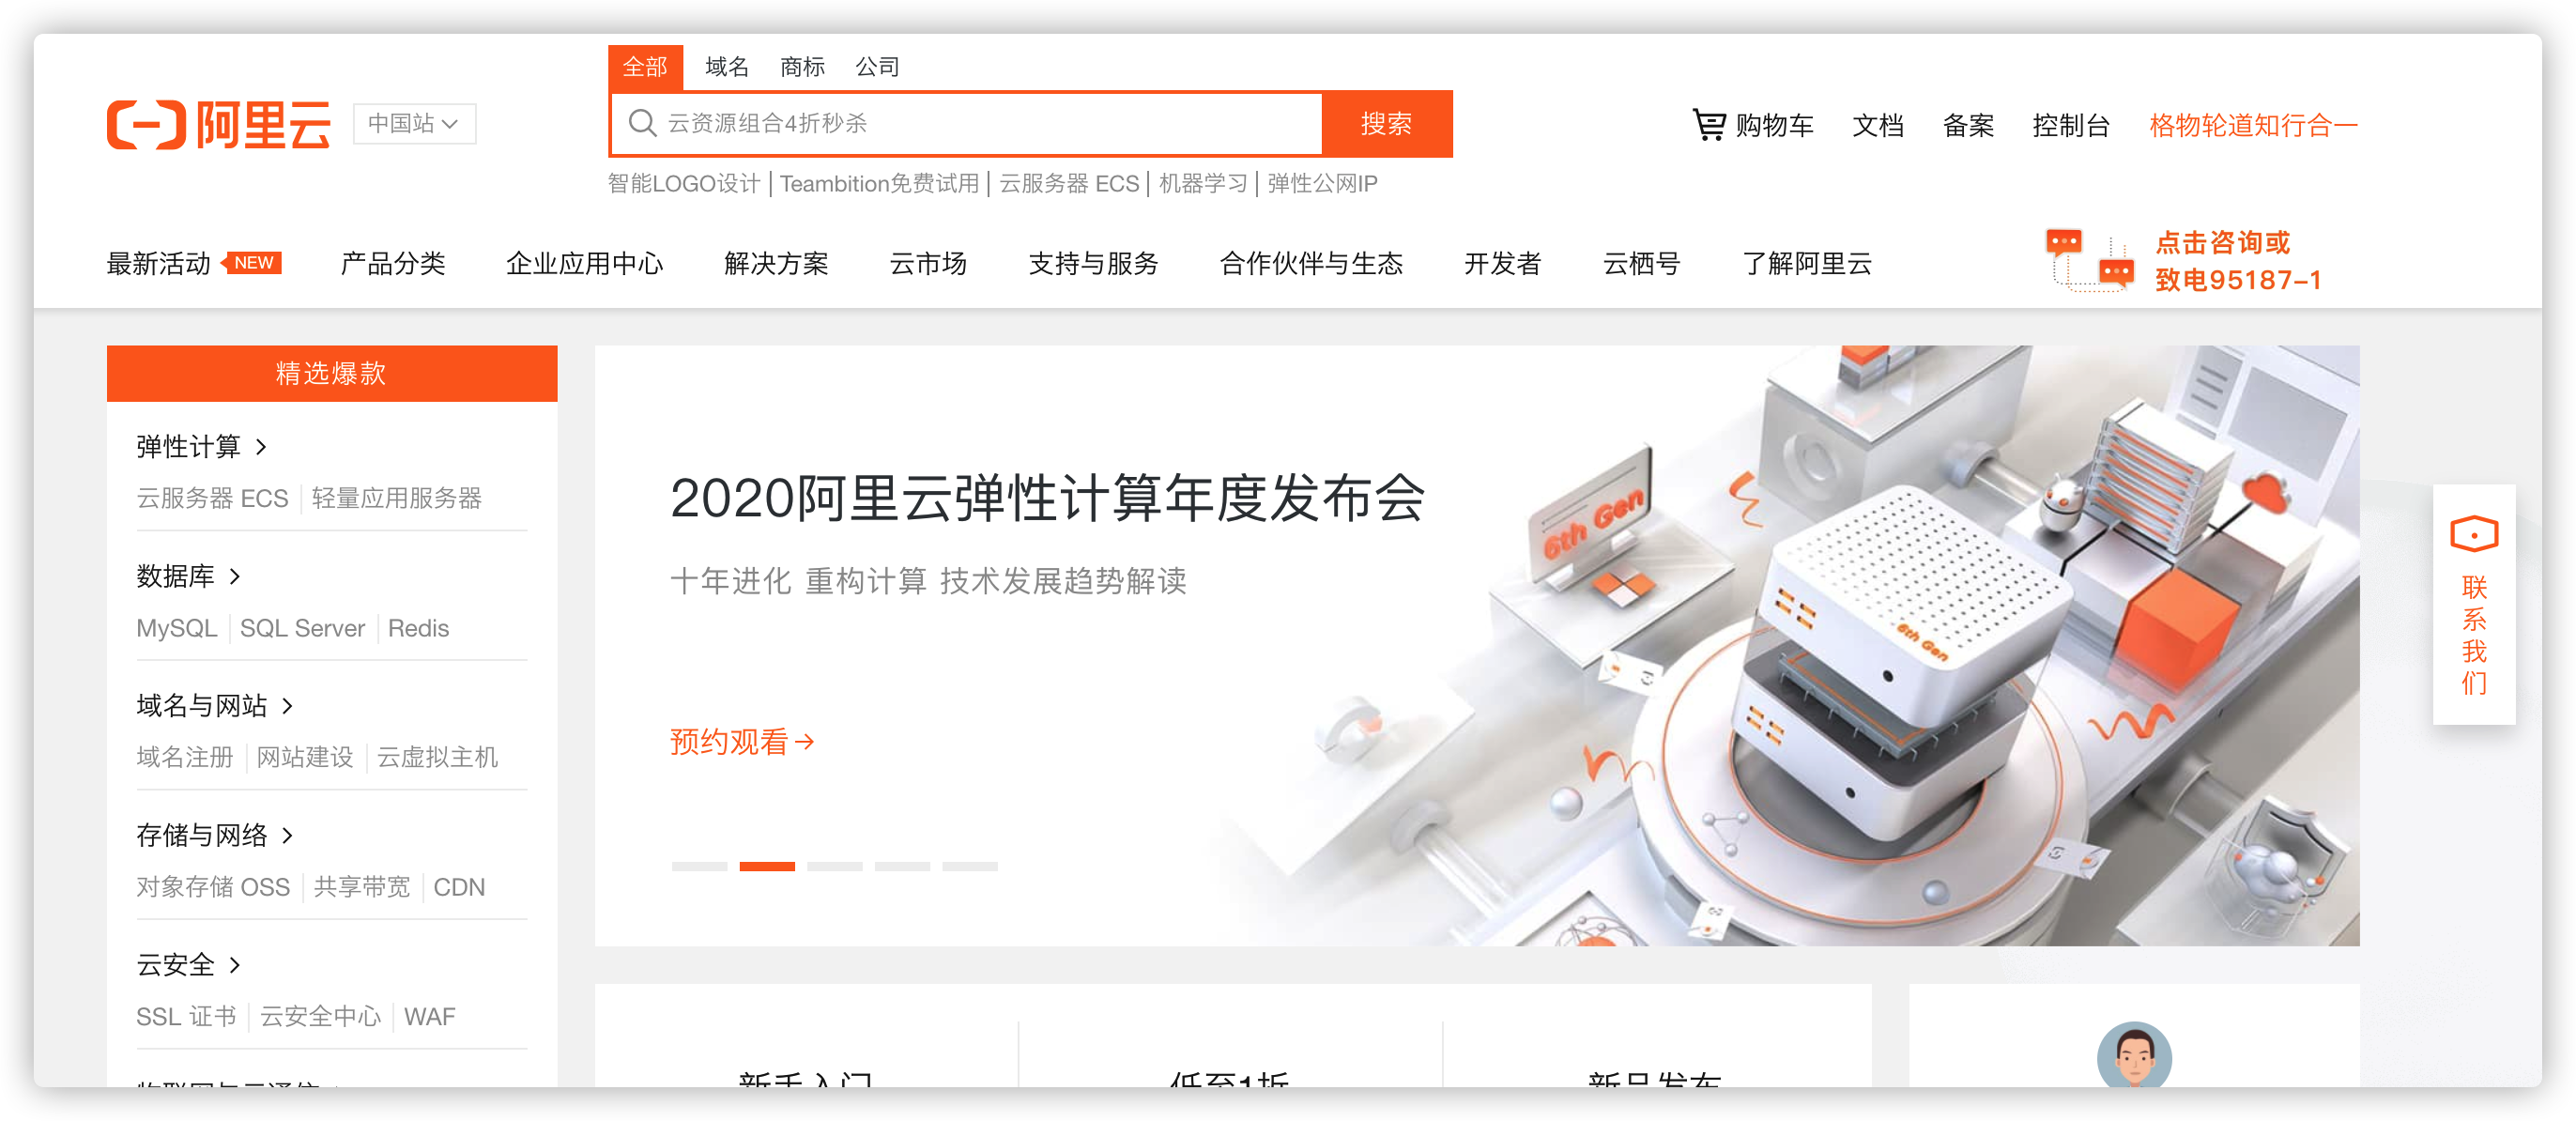 全部 域名 商标 公司
阿里云 中国站
云资源组合4折秒杀 搜索
购物车 文档 备案 控制台 格物轮道知行合一
智能LOGO设计 | Teambition免费试用 | 云服务器 ECS | 机器学习 | 弹性公网IP
最新活动 NEW 产品分类 企业应用中心 解决方案 云市场 支持与服务 合作伙伴与生态 开发者 云栖号 了解阿里云
点击咨询或
致电95187-1
精选爆款
弹性计算 >
云服务器 ECS | 轻量应用服务器
数据库 >
MySQL | SQL Server | Redis
域名与网站 >
域名注册 | 网站建设 | 云虚拟主机
存储与网络 >
对象存储 OSS | 共享带宽 | CDN
云安全 >
SSL 证书 | 云安全中心 | WAF
物联网与云通信
2020阿里云弹性计算年度发布会
十年进化 重构计算 技术发展趋势解读
预约观看→
6th Gen
6th Gen
联系我们
新手入门 低至1折 新品发布